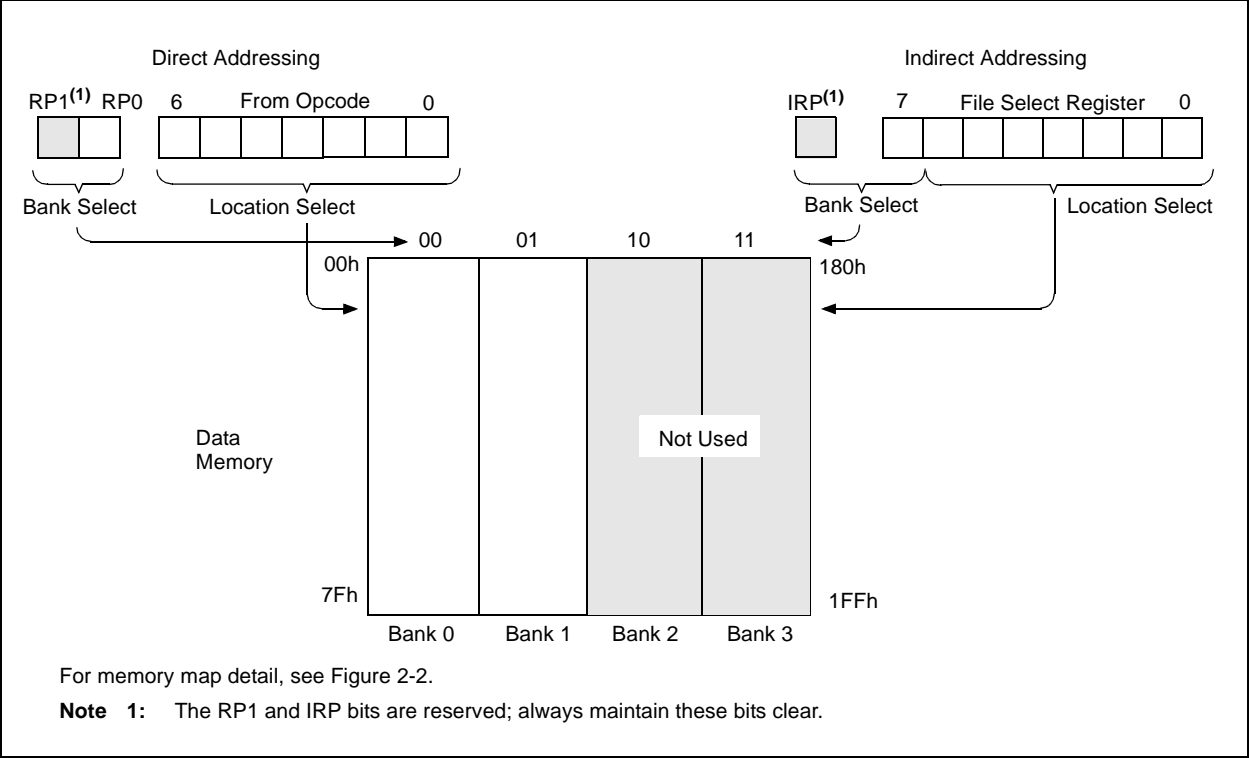 Direct Addressing
Indirect Addressing
RP1(1) RP0 6 From Opcode 0
IRP(1) 7 File Select Register 0
Bank Select Location Select
Bank Select Location Select
00 01 10 11
00h 180h
Data
Memory
Not Used
7Fh 1FFh
Bank 0 Bank 1 Bank 2 Bank 3
For memory map detail, see Figure 2-2.
Note 1: The RP1 and IRP bits are reserved; always maintain these bits clear.